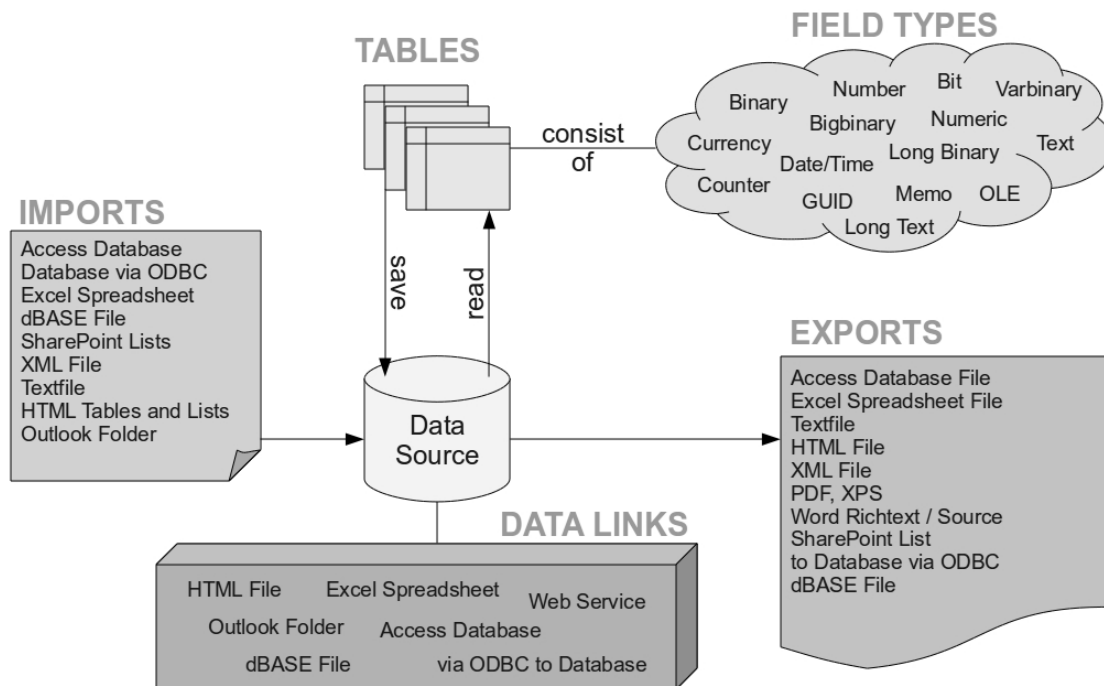 TABLES
FIELD TYPES
Binary
Number
Bit
Varbinary
Bigbinary
Numeric
Currency
Date/Time
Long Binary
Text
Counter
GUID
Memo
OLE
Long Text
consist
of
IMPORTS
Access Database
Database via ODBC
Excel Spreadsheet
dBASE File
SharePoint Lists
XML File
Textfile
HTML Tables and Lists
Outlook Folder
save
read
Data
Source
EXPORTS
Access Database File
Excel Spreadsheet File
Textfile
HTML File
XML File
PDF, XPS
Word Richtext / Source
SharePoint List
to Database via ODBC
dBASE File
DATA LINKS
HTML File
Excel Spreadsheet
Web Service
Outlook Folder
Access Database
dBASE File
via ODBC to Database